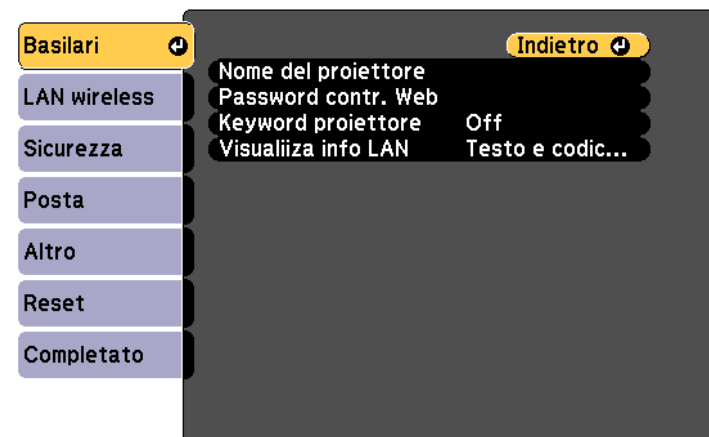 Basilari
Indietro
Nome del proiettore
LAN wireless
Password contr. Web
Keyword proiettore Off
Sicurezza
Visualiiza info LAN Testo e codic...
Posta
Altro
Reset
Completato